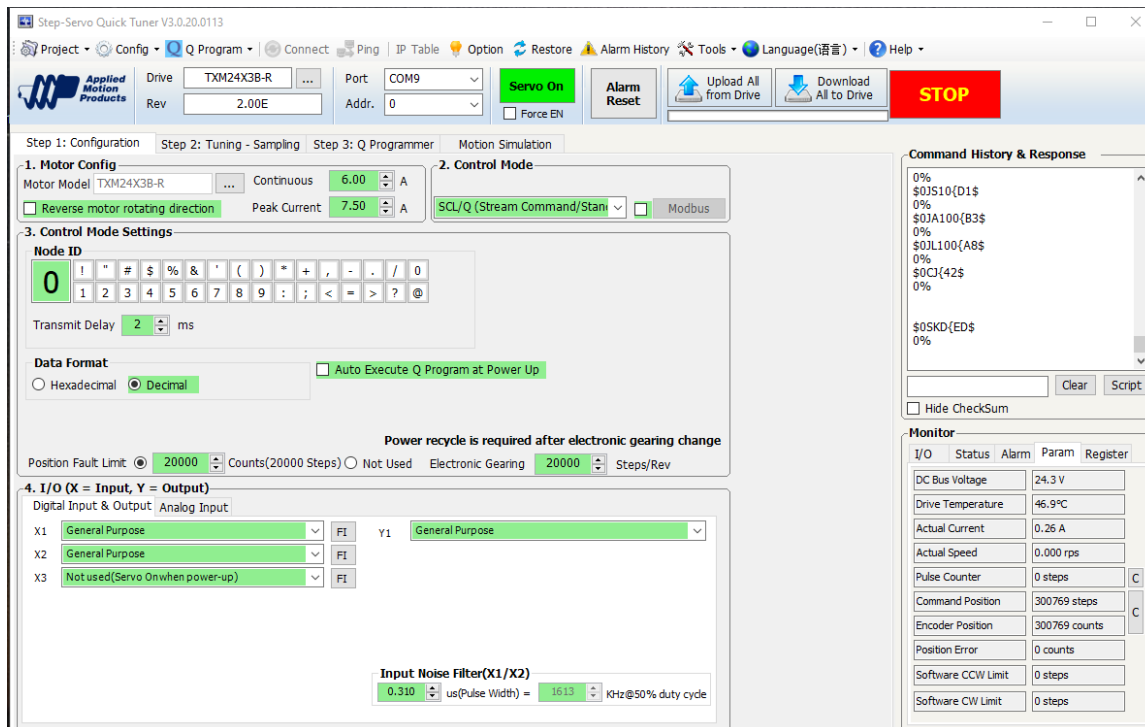 Step-Servo Quick Tuner V3.0.20.0113
Project Config Q Q Program Connect Ping IP Table Option Restore Alarm History Tools Language(语言) Help
Applied Motion Products
Drive TXM24X3B-R ... Port COM9
Rev 2.00E Addr. 0
Servo On
Force EN
Alarm Reset
Upload All from Drive
Download All to Drive
STOP
Step 1: Configuration Step 2: Tuning - Sampling Step 3: Q Programmer Motion Simulation
1. Motor Config
Motor Model TXM24X3B-R ... Continuous 6.00 A
Reverse motor rotating direction Peak Current 7.50 A
2. Control Mode
SCL/Q (Stream Command/Stan Modbus
3. Control Mode Settings
Node ID
0
! " # $ % & ' ( ) * + , - . / 0
1 2 3 4 5 6 7 8 9 : ; < = > ? @
Transmit Delay 2 ms
Data Format
Hexadecimal Decimal
Auto Execute Q Program at Power Up
Power recycle is required after electronic gearing change
Position Fault Limit 20000 Counts(20000 Steps) Not Used Electronic Gearing 20000 Steps/Rev
4. I/O (X = Input, Y = Output)
Digital Input & Output Analog Input
X1 General Purpose FI Y1 General Purpose
X2 General Purpose FI
X3 Not used(Servo Onwhen power-up) FI
Input Noise Filter(X1/X2)
0.310 us(Pulse Width) = 1613 KHz@50% duty cycle
Command History & Response
0%
$0JS10{D1$
0%
$0JA100{B3$
0%
$0JL100{A8$
0%
$0CJ{42$
0%
$0SKD{ED$
0%
Clear Script
Hide CheckSum
Monitor
I/O Status Alarm Param Register
DC Bus Voltage 24.3 V
Drive Temperature 46.9°C
Actual Current 0.26 A
Actual Speed 0.000 rps
Pulse Counter 0 steps C
Command Position 300769 steps
C
Encoder Position 300769 counts
Position Error 0 counts
Software CCW Limit 0 steps
Software CW Limit 0 steps